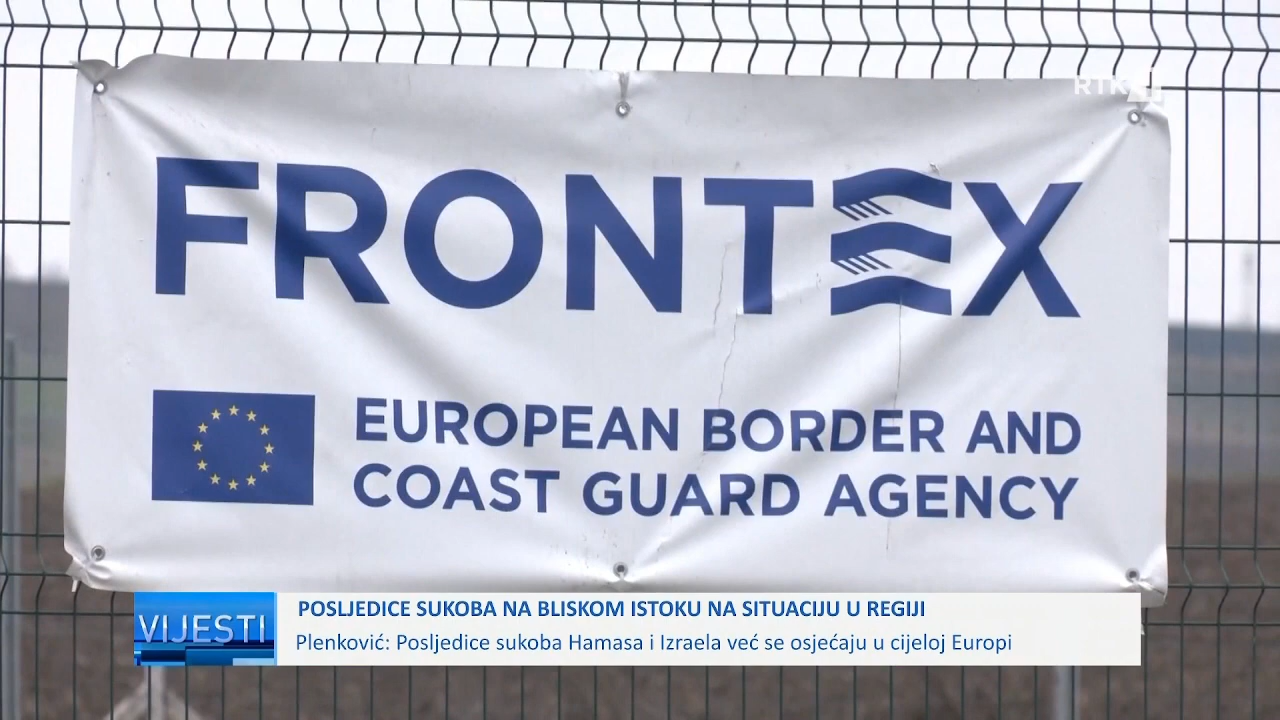 FRONTEX
EUROPEAN BORDER AND
COAST GUARD AGENCY
VIJESTI
POSLJEDICE SUKOBA NA BLISKOM ISTOKU NA SITUACIJU U REGIJI
Plenković: Posljedice sukoba Hamasa i Izraela već se osjećaju u cijeloj Europi